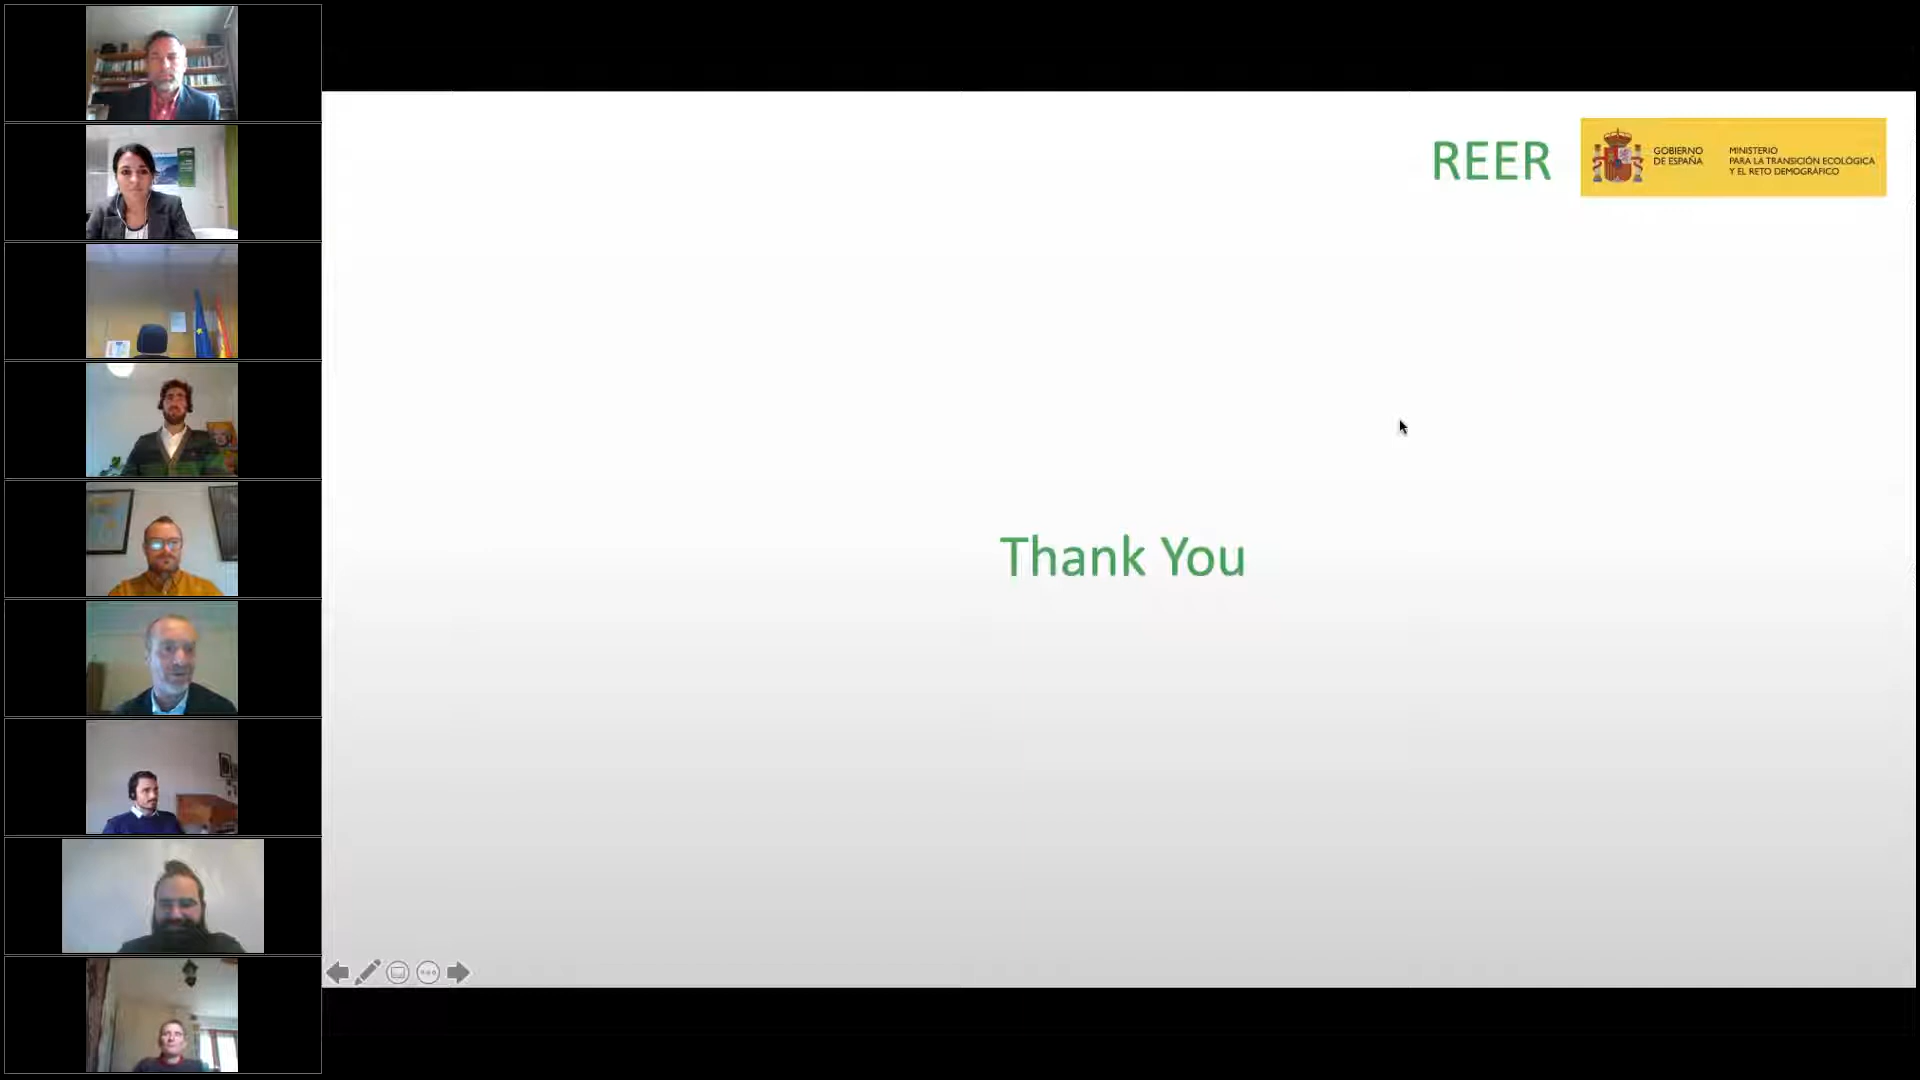 REER
GOBIERNO
DE ESPAÑA
MINISTERIO
PARA LA TRANSICIÓN ECOLÓGICA
Y EL RETO DEMOGRÁFICO
Thank You